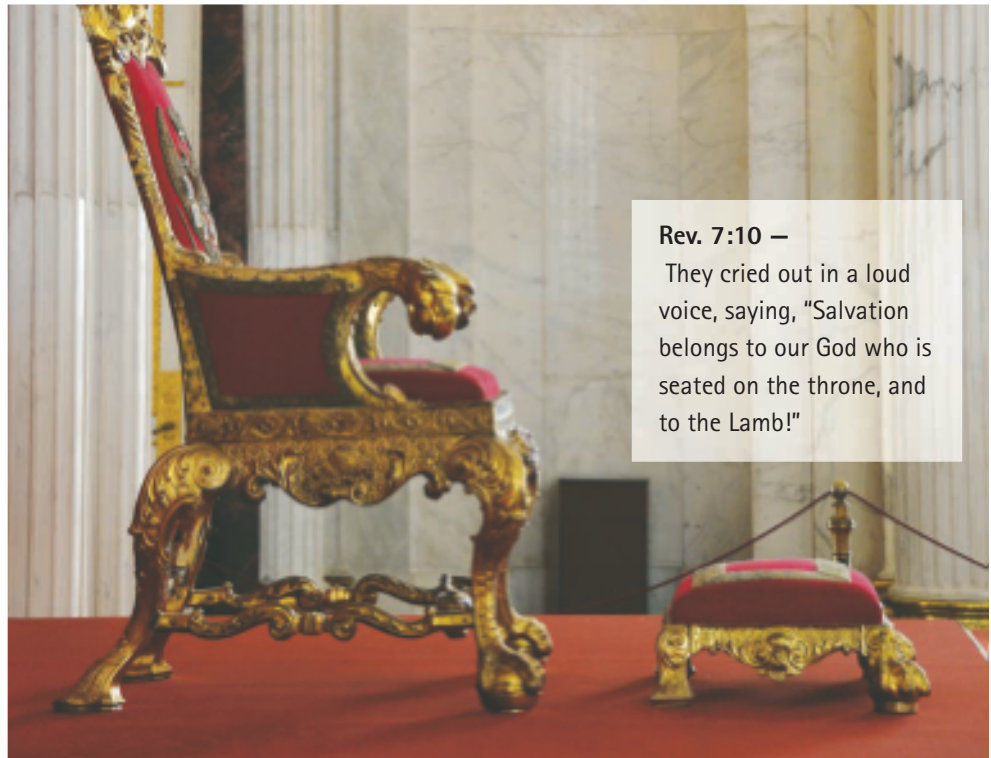 Rev. 7:10 —
They cried out in a loud
voice, saying, “Salvation
belongs to our God who is
seated on the throne, and
to the Lamb!”